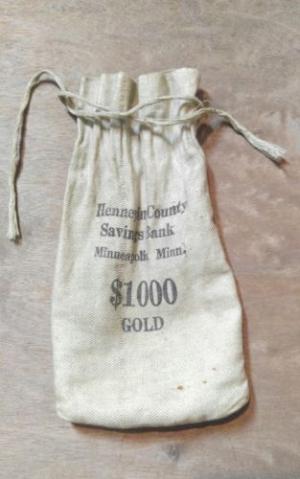 Hennepin County
Savings Bank
Minneapolis Minn.
$1000
GOLD